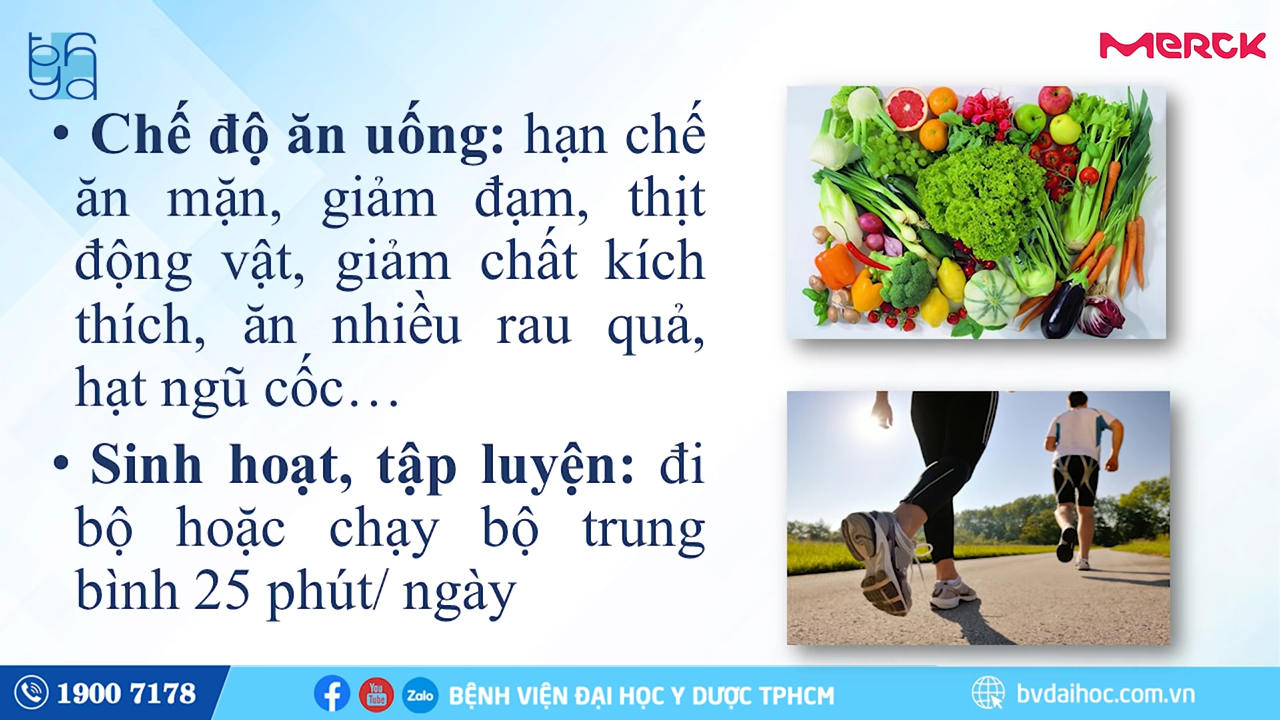 MERCK
• Chế độ ăn uống: hạn chế
ăn mặn, giảm đạm, thịt
động vật, giảm chất kích
thích, ăn nhiều rau quả,
hạt ngũ cốc…
• Sinh hoạt, tập luyện: đi
bộ hoặc chạy bộ trung
bình 25 phút/ ngày
1900 7178
You Tube
Zalo
BỆNH VIỆN ĐẠI HỌC Y DƯỢC TPHCM
bvdaihoc.com.vn